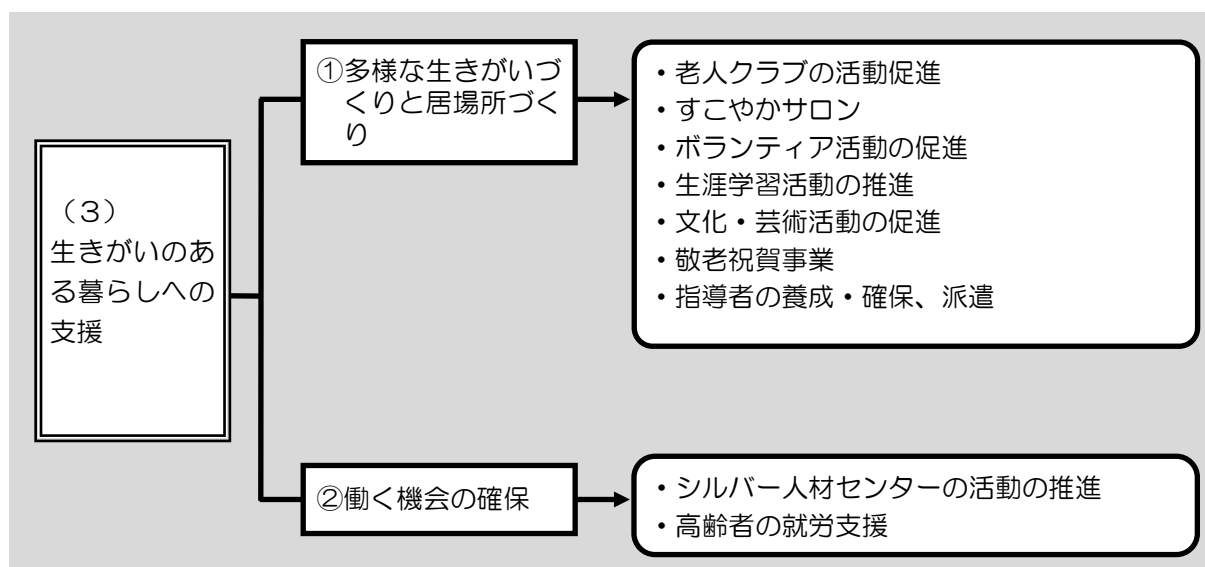 （３）
生きがいのあ
る暮らしへの
支援
①多様な生きがいづ
くりと居場所づく
り
・老人クラブの活動促進
・すこやかサロン
・ボランティア活動の促進
・生涯学習活動の推進
・文化・芸術活動の促進
・敬老祝賀事業
・指導者の養成・確保、派遣
②働く機会の確保
・シルバー人材センターの活動の推進
・高齢者の就労支援